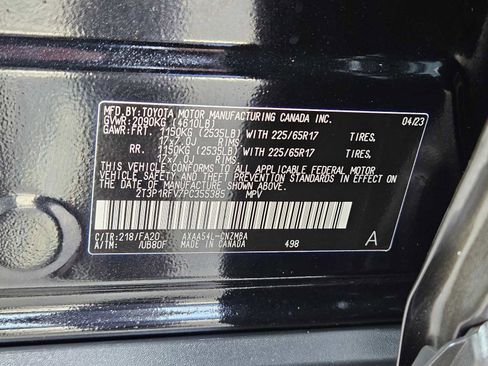 MFD.BY:TOYOTA MOTOR MANUFACTURING CANADA INC.
GVWR:2090KG (4610LB) 04/23
GAWR:FRT. 1150KG (2535LB) WITH 225/65R17 TIRES,
17x7.0J RIMS
RR. 1150KG (2535LB) WITH 225/65R17 TIRES,
17x7.0J RIMS
THIS VEHICLE CONFORMS TO ALL APPLICABLE FEDERAL MOTOR
VEHICLE SAFETY AND THEFT PREVENTION STANDARDS IN EFFECT
ON THE DATE OF MANUFACTURE SHOWN ABOVE.
2T3P1RFV7PC355385 MPV
C/TR:218/FA20 AXAA54L-CNZMBA
A/TM: /UB80F MADE IN CANADA 498 A